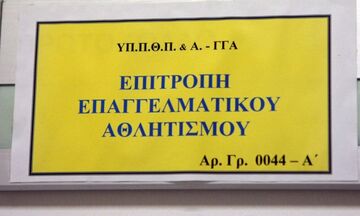 ΥΠ.Π.Θ.Π. & Α. - ΓΓΑ
ΕΠΙΤΡΟΠΗ
ΕΠΑΓΓΕΛΜΑΤΙΚΟΥ
ΑΘΛΗΤΙΣΜΟΥ
Αρ. Γρ. 0044 – Α΄